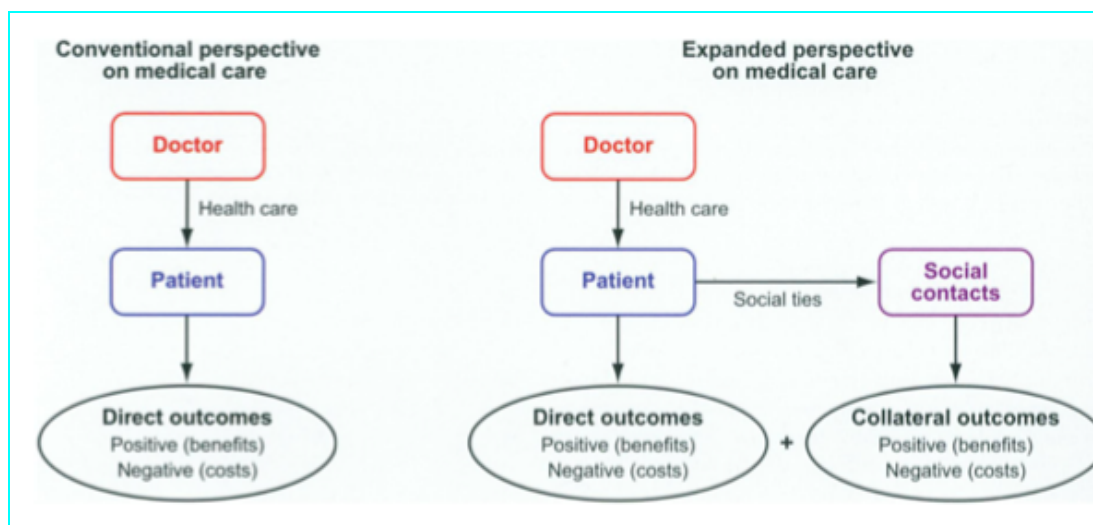 Conventional perspective
on medical care
Doctor
Health care
Patient
Direct outcomes
Positive (benefits)
Negative (costs)
Expanded perspective
on medical care
Doctor
Health care
Patient
Social ties
Social
contacts
Direct outcomes
Positive (benefits)
Negative (costs)
+
Collateral outcomes
Positive (benefits)
Negative (costs)